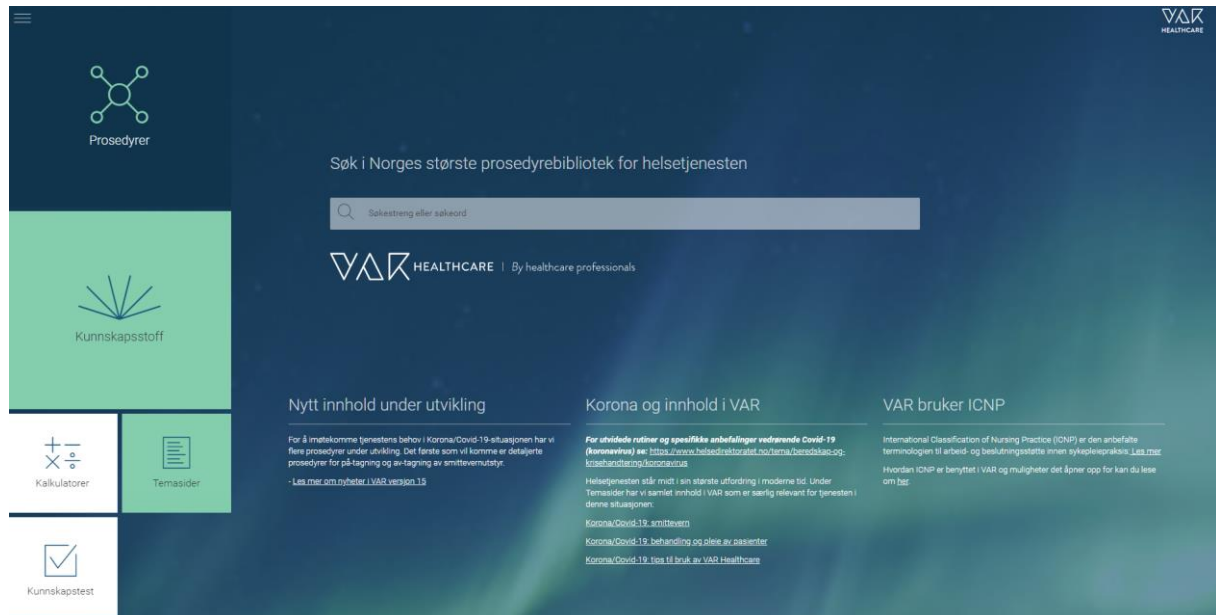 VAR
HEALTHCARE
Prosedyrer
Søk i Norges største prosedyrebibliotek for helsetjenesten
Søkestreng eller søkeord
VAR HEALTHCARE | By healthcare professionals
Kunnskapsstoff
Kalkulatorer
Temasider
Kunnskapstest
Nytt innhold under utvikling
For å imøtekomme tjenestens behov i Korona/Covid-19-situasjonen har vi
flere prosedyrer under utvikling. Det første som vil komme er detaljerte
prosedyrer for på-tagning og av-tagning av smittevernutstyr.
- Les mer om nyheter i VAR versjon 15
Korona og innhold i VAR
For utvidede rutiner og spesifikke anbefalinger vedrørende Covid-19
(koronavirus) se: https://www.helsedirektoratet.no/tema/beredskap-og-
krisehandtering/koronavirus
Helsetjenesten står midt i sin største utfordring i moderne tid. Under
Temasider har vi samlet innhold i VAR som er særlig relevant for tjenesten i
denne situasjonen:
Korona/Covid-19: smittevern
Korona/Covid-19: behandling og pleie av pasienter
Korona/Covid-19: tips til bruk av VAR Healthcare
VAR bruker ICNP
International Classification of Nursing Practice (ICNP) er den anbefalte
terminologien til arbeid- og beslutningsstøtte innen sykepleiepraksis: Les mer
Hvordan ICNP er benyttet i VAR og muligheter det åpner opp for kan du lese
om her.